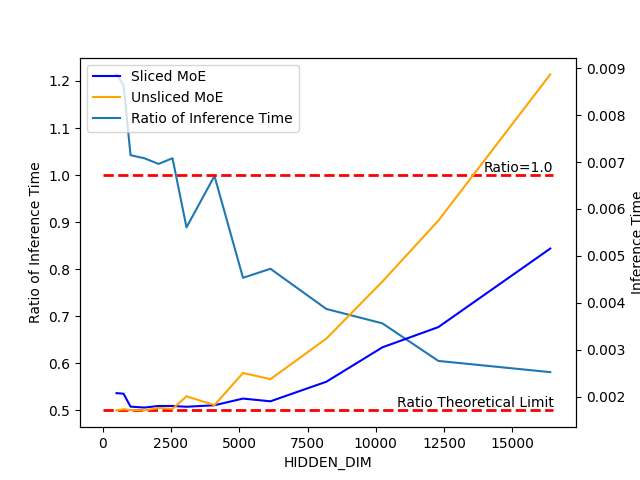 Sliced MoE
Unsliced MoE
Ratio of Inference Time
Ratio=1.0
Ratio Theoretical Limit
Ratio of Inference Time
1.2
1.1
1.0
0.9
0.8
0.7
0.6
0.5
0
2500
5000
7500
10000
12500
15000
HIDDEN_DIM
0.009
0.008
0.007
0.006
0.005
0.004
0.003
0.002
Inference Time